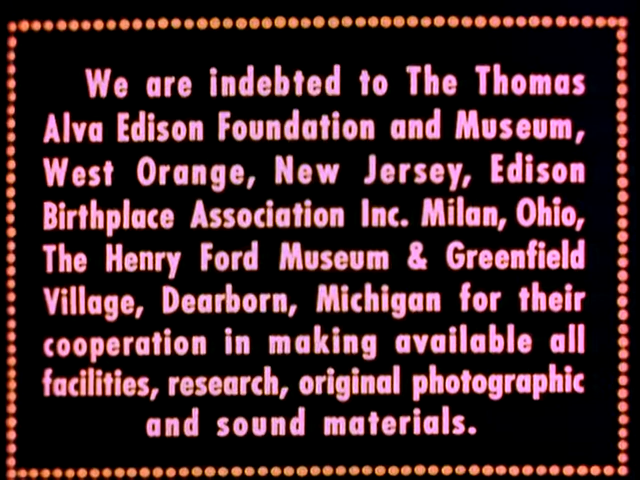 We are indebted to The Thomas
Alva Edison Foundation and Museum,
West Orange, New Jersey, Edison
Birthplace Association Inc. Milan, Ohio,
The Henry Ford Museum & Greenfield
Village, Dearborn, Michigan for their
cooperation in making available all
facilities, research, original photographic
and sound materials.